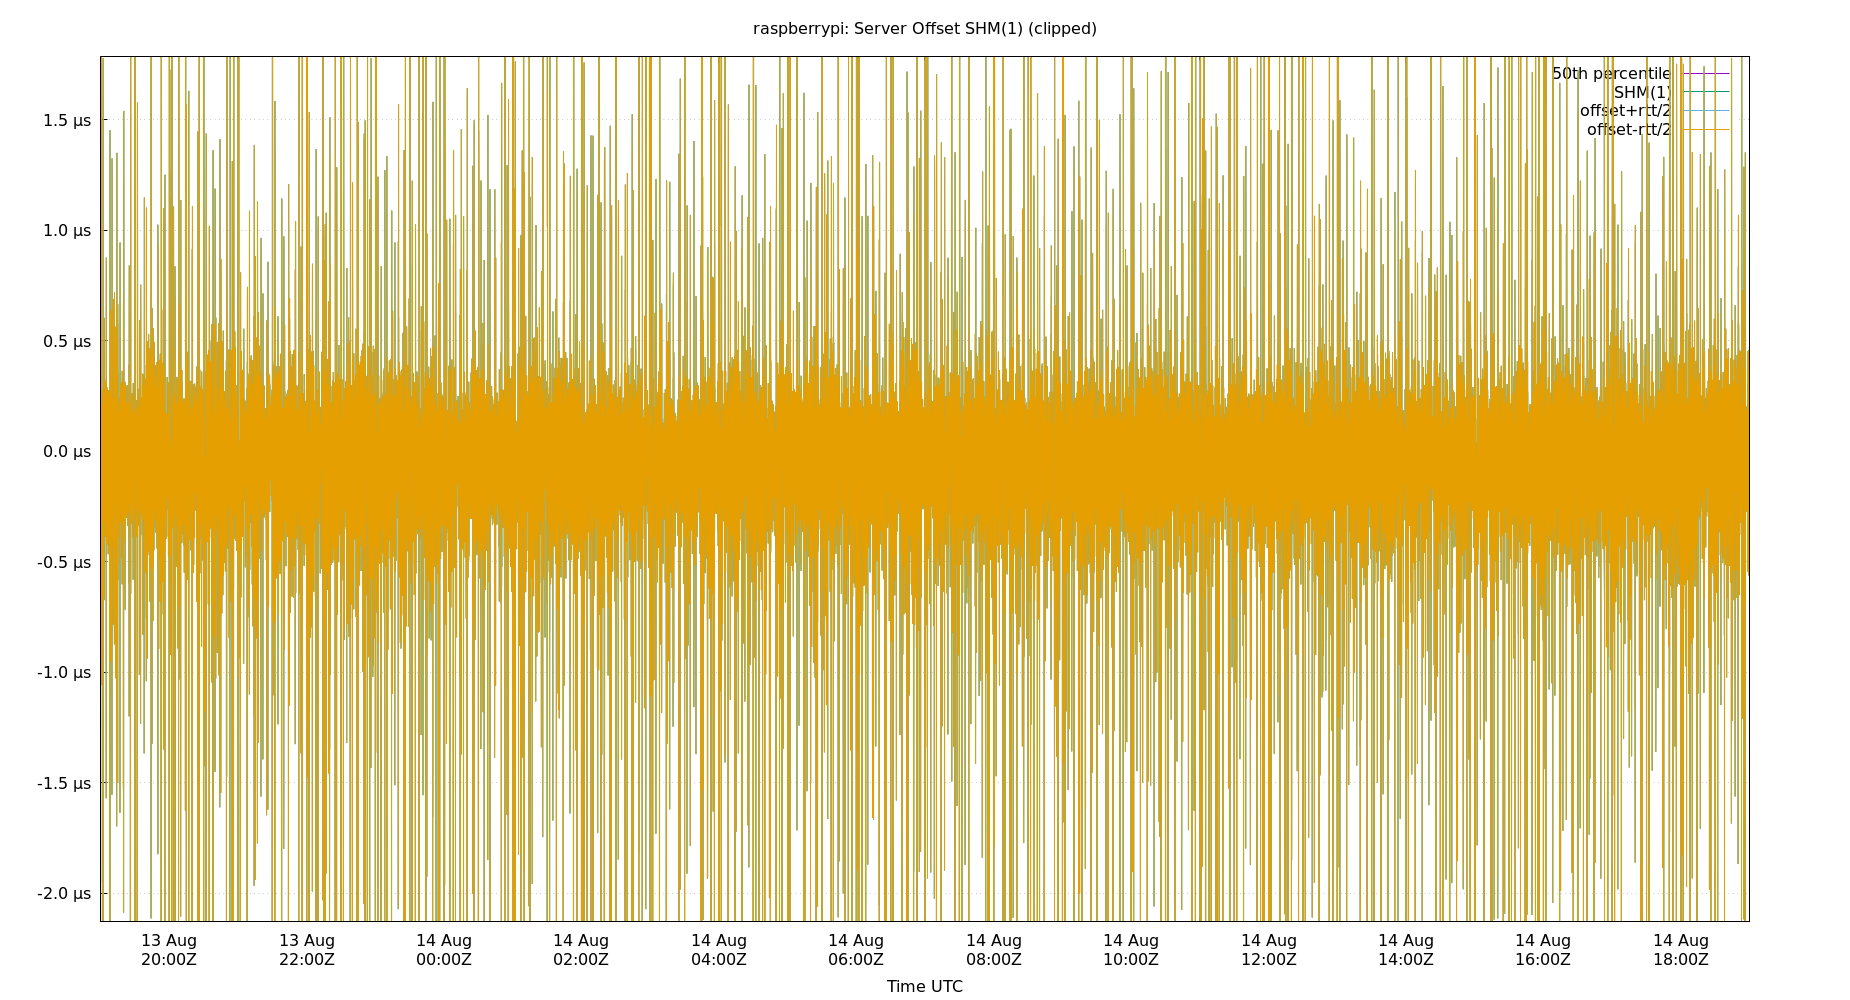 raspberrypi: Server Offset SHM(1) (clipped)
50th percentile
SHM(1)
offset+rtt/2
offset-rtt/2
1.5 µs
1.0 µs
0.5 µs
0.0 µs
-0.5 µs
-1.0 µs
-1.5 µs
-2.0 µs
13 Aug 13 Aug 14 Aug 14 Aug 14 Aug 14 Aug 14 Aug 14 Aug 14 Aug 14 Aug 14 Aug 14 Aug
20:00Z 22:00Z 00:00Z 02:00Z 04:00Z 06:00Z 08:00Z 10:00Z 12:00Z 14:00Z 16:00Z 18:00Z
Time UTC